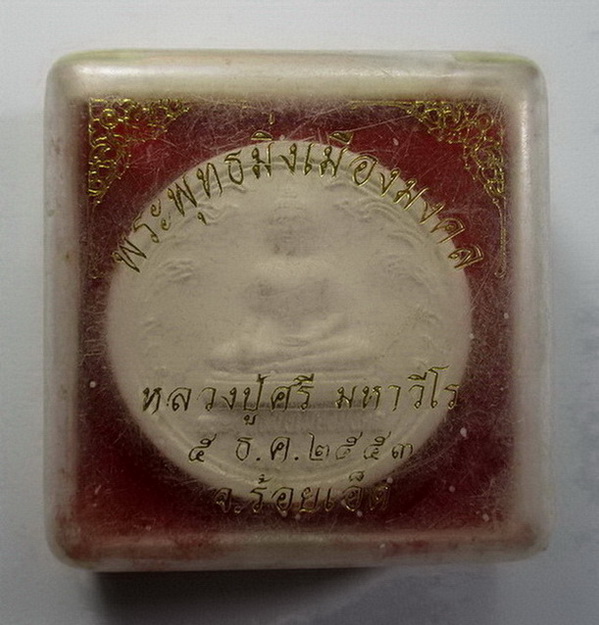 พระพุทธมิ่งเมืองมงคล
หลวงปู่ศรี มหาวีโร
๕ ธ.ค.๒๕๕๓
จ.ร้อยเอ็ด